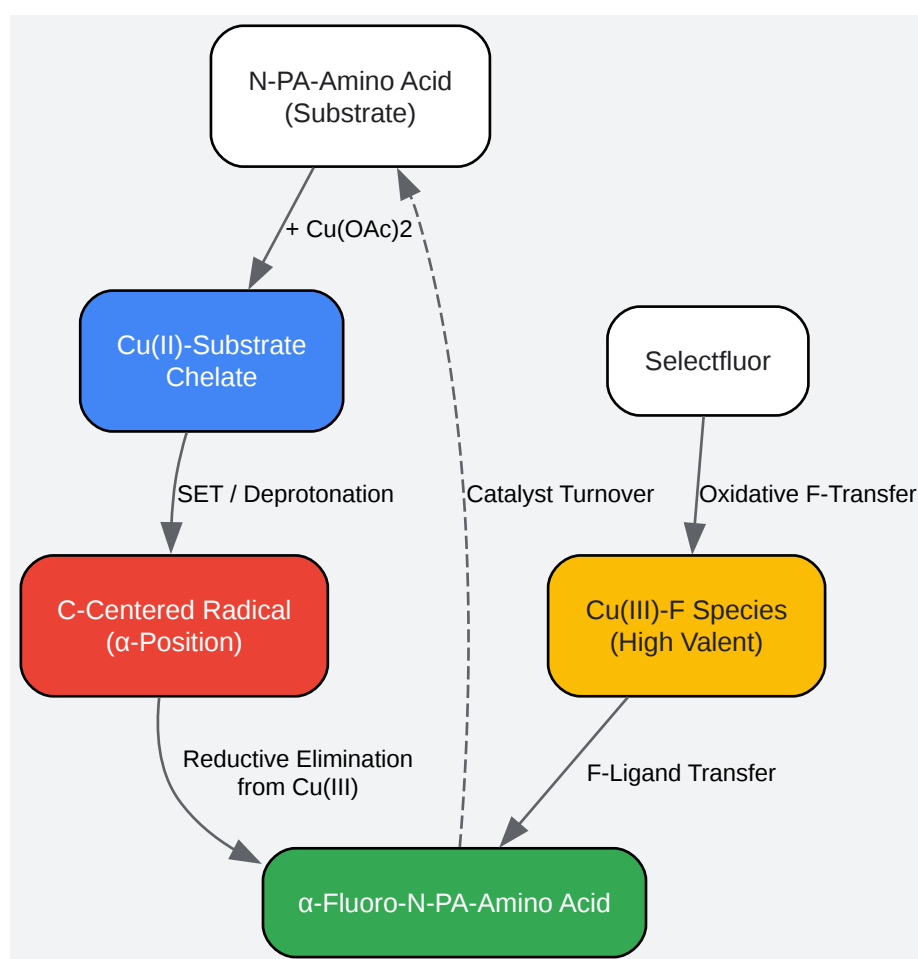 N-PA-Amino Acid
(Substrate)
+ Cu(OAc)2
Cu(II)-Substrate
Chelate
Selectfluor
SET / Deprotonation
Catalyst Turnover
Oxidative F-Transfer
C-Centered Radical
(α-Position)
Cu(III)-F Species
(High Valent)
Reductive Elimination
from Cu(III)
F-Ligand Transfer
α-Fluoro-N-PA-Amino Acid